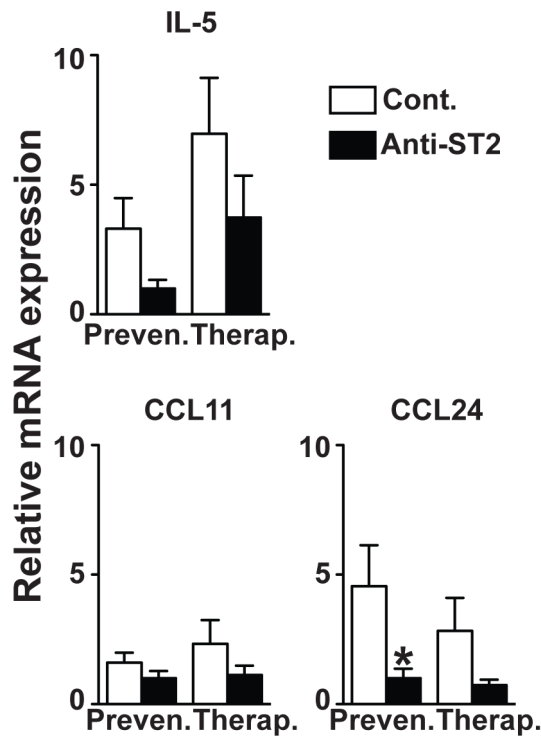 IL-5
10
5
0
Preven. Therap.
Cont.
Anti-ST2
Relative mRNA expression
CCL11
10
5
0
Preven. Therap.
CCL24
10
5
0
*
Preven. Therap.